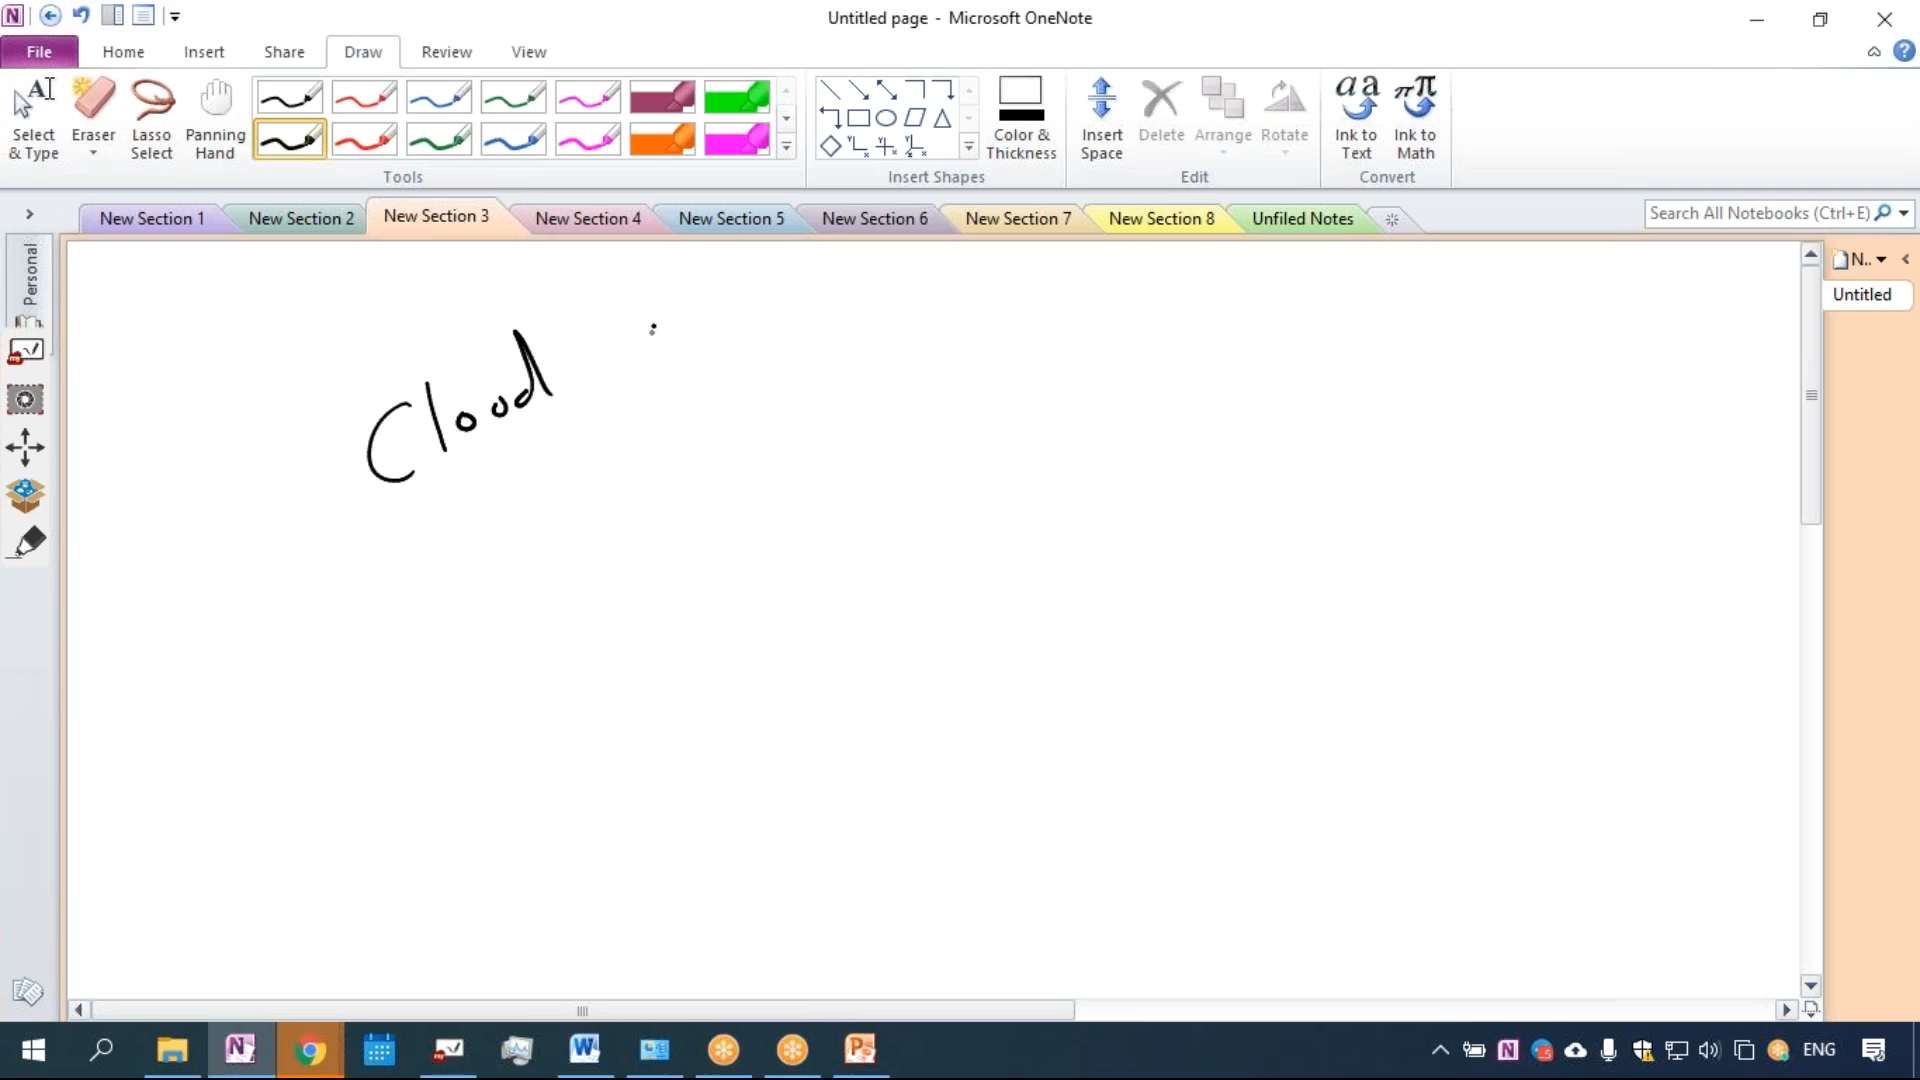 Untitled page - Microsoft OneNote
File Home Insert Share Draw Review View
Select & Type
Eraser
Lasso Select
Panning Hand
Tools
Insert Shapes
Color & Thickness
Insert Space
Delete
Arrange
Rotate
Edit
Ink to Text
Ink to Math
Convert
New Section 1 New Section 2 New Section 3 New Section 4 New Section 5 New Section 6 New Section 7 New Section 8 Unfiled Notes
Search All Notebooks (Ctrl+E)
Personal
N..
Untitled
Clood
ENG